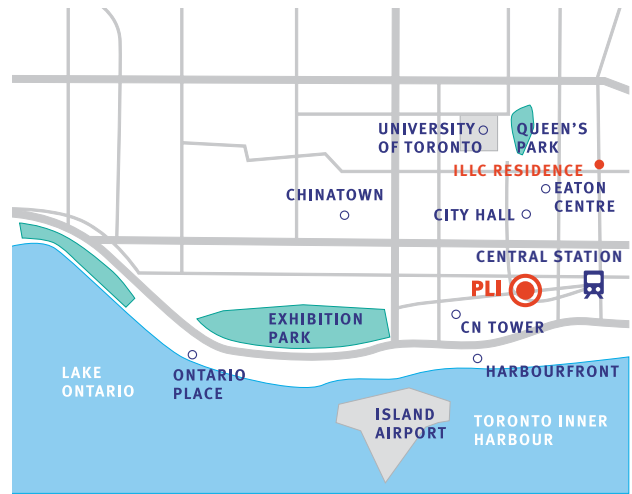 UNIVERSITY
OF TORONTO
QUEEN'S
PARK
ILLC RESIDENCE
CHINATOWN
EATON
CENTRE
CITY HALL
CENTRAL STATION
PLI
EXHIBITION
PARK
CN TOWER
LAKE
ONTARIO
ONTARIO
PLACE
HARBOURFRONT
ISLAND
AIRPORT
TORONTO INNER
HARBOUR